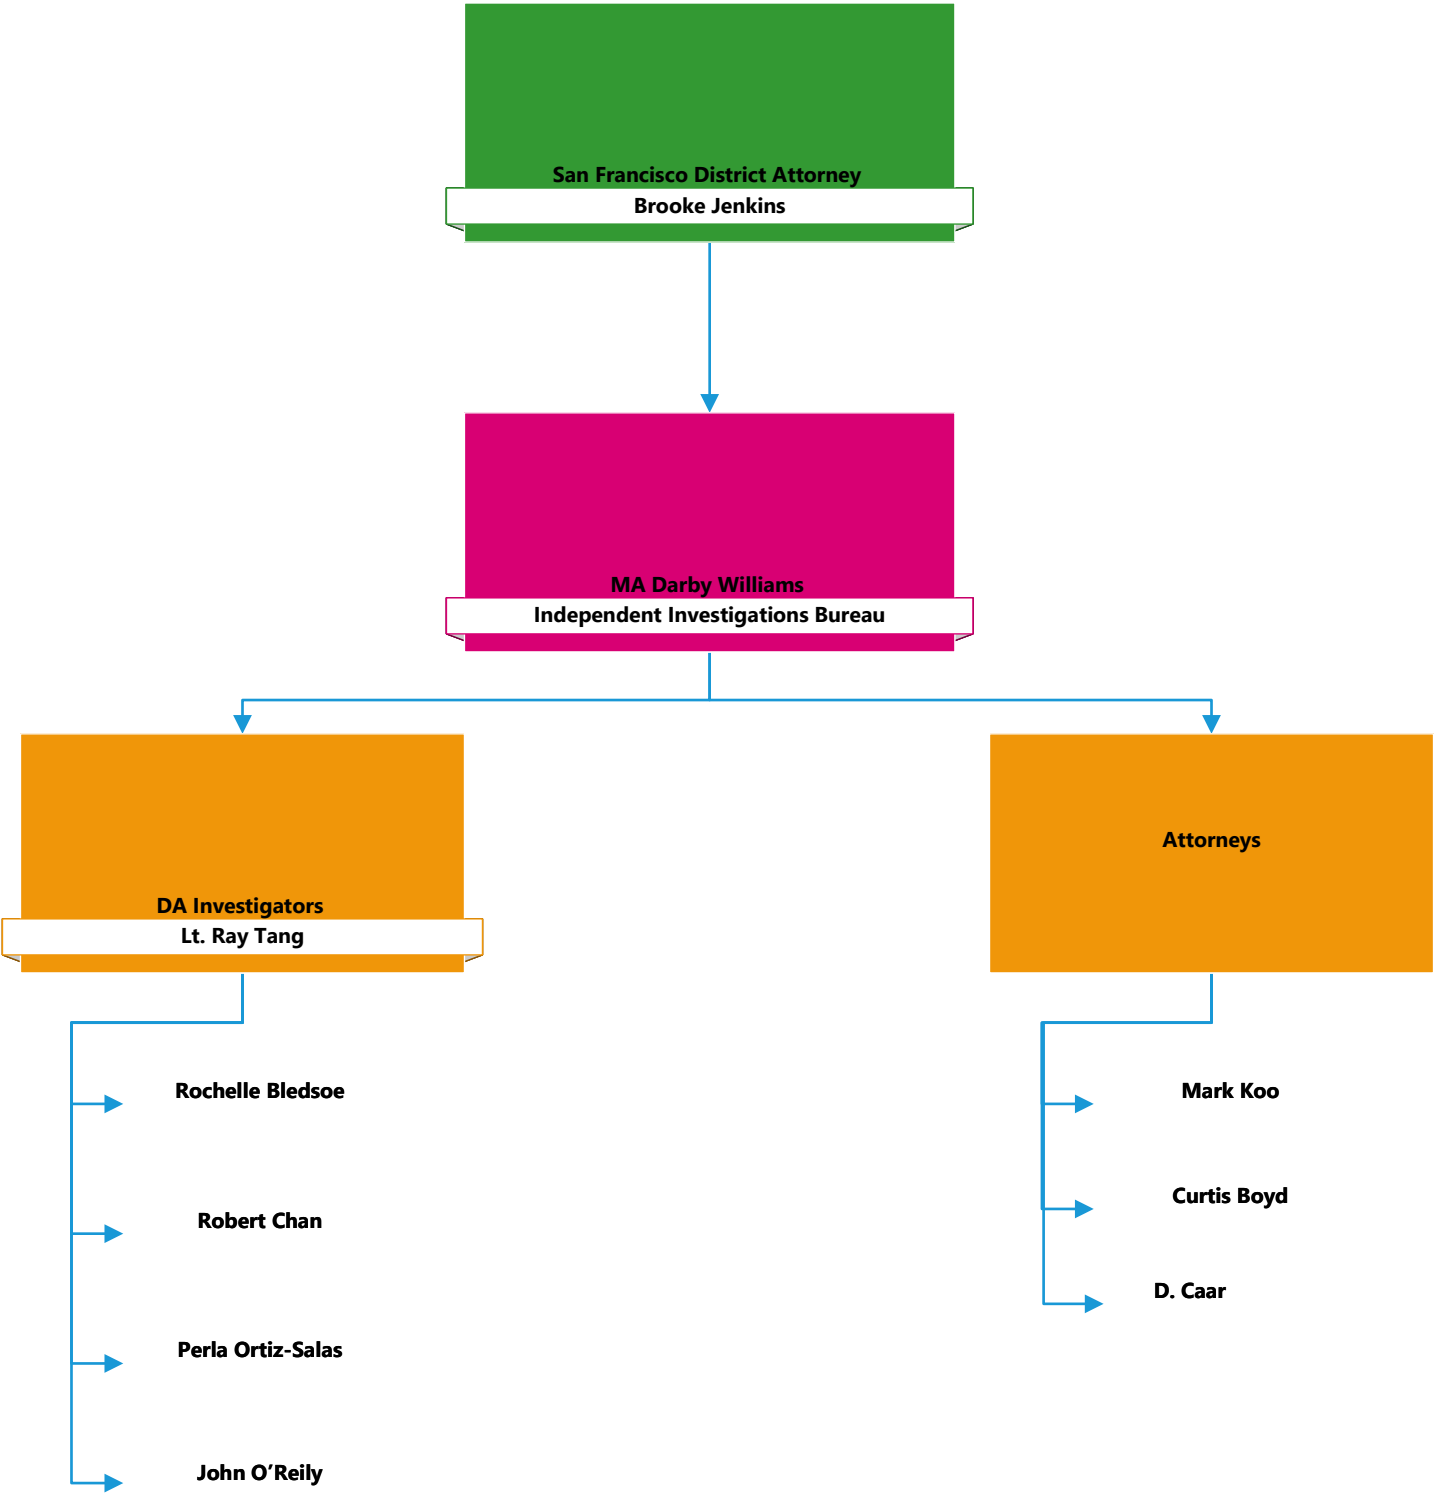 San Francisco District Attorney
Brooke Jenkins
MA Darby Williams
Independent Investigations Bureau
DA Investigators
Lt. Ray Tang
Rochelle Bledsoe
Robert Chan
Perla Ortiz-Salas
John O’Reily
Attorneys
Mark Koo
Curtis Boyd
D. Caar